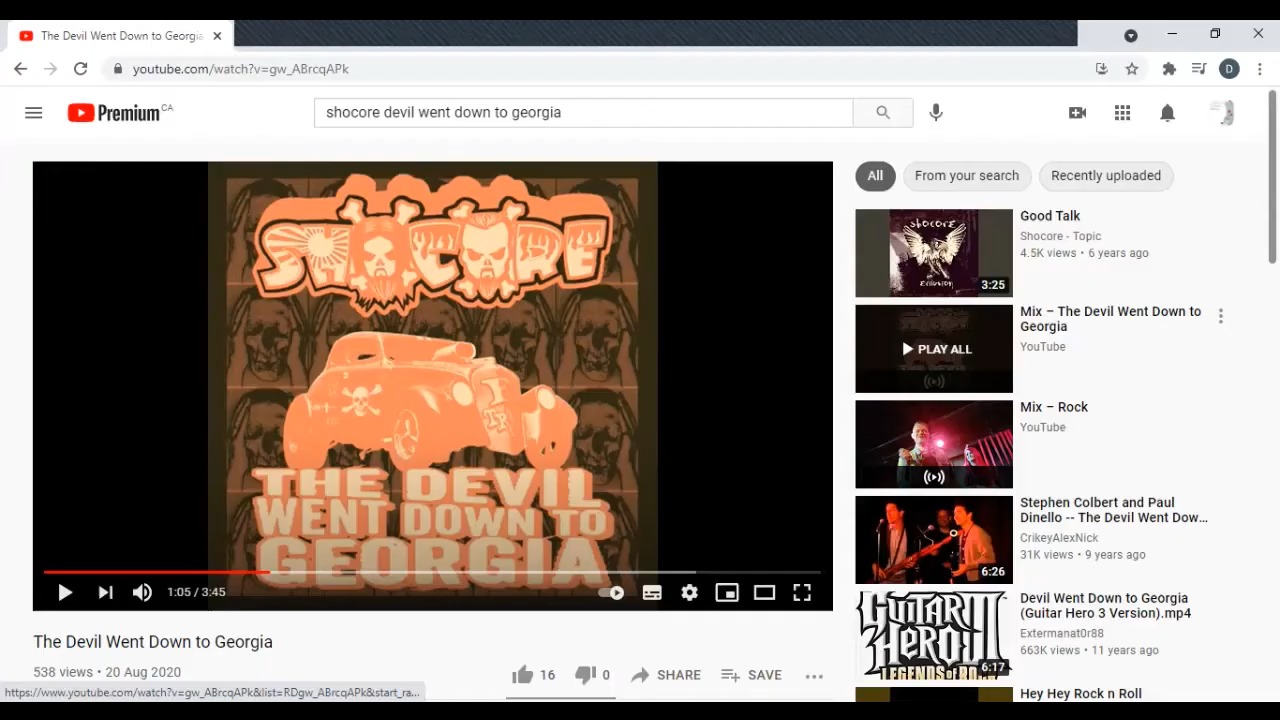 The Devil Went Down to Georgia
youtube.com/watch?v=gw_ABrcqAPk
D
Premium CA
shocore devil went down to georgia
SHOCORE
THE DEVIL
WENT DOWN TO
GEORGIA
1:05 / 3:45
The Devil Went Down to Georgia
538 views • 20 Aug 2020
16
0
SHARE
SAVE
https://www.youtube.com/watch?v=gw_ABrcqAPk&list=RDgw_ABrcqAPk&start_ra...
All
From your search
Recently uploaded
shocore
3:25
Good Talk
Shocore - Topic
4.5K views • 6 years ago
PLAY ALL
Mix – The Devil Went Down to
Georgia
YouTube
Mix – Rock
YouTube
6:26
Stephen Colbert and Paul
Dinello -- The Devil Went Dow...
CrikeyAlexNick
31K views • 9 years ago
GUITAR
HERO III
LEGENDS OF ROCK
6:17
Devil Went Down to Georgia
(Guitar Hero 3 Version).mp4
Extermanat0r88
663K views • 11 years ago
Hey Hey Rock n Roll